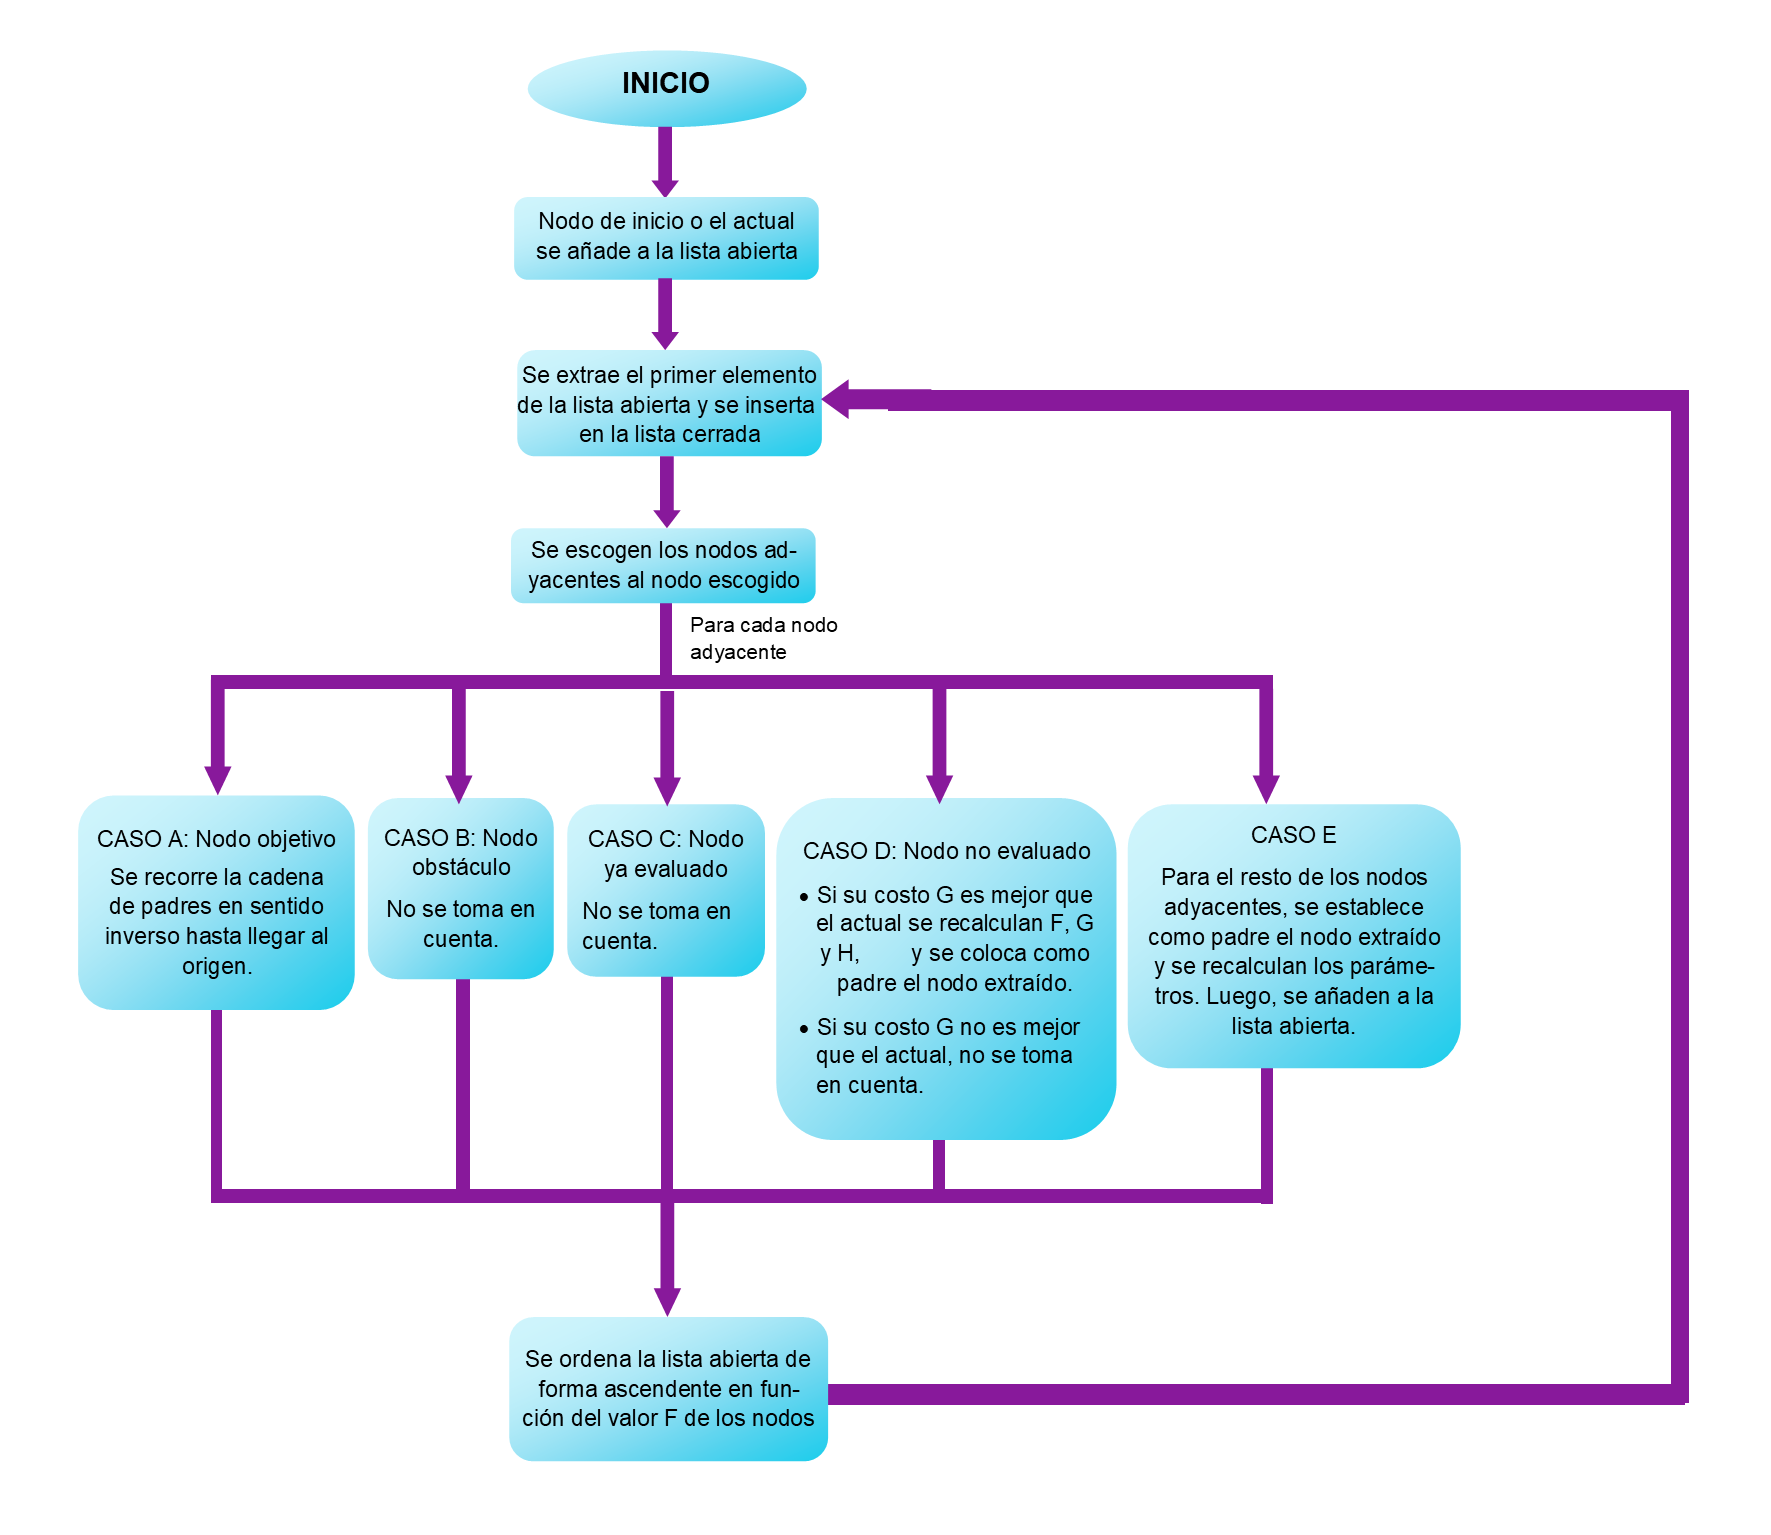 INICIO
Nodo de inicio o el actual
se añade a la lista abierta
Se extrae el primer elemento
de la lista abierta y se inserta
en la lista cerrada
Se escogen los nodos ad-
yacentes al nodo escogido
Para cada nodo
adyacente
CASO A: Nodo objetivo
Se recorre la cadena
de padres en sentido
inverso hasta llegar al
origen.
CASO B: Nodo
obstáculo
No se toma en
cuenta.
CASO C: Nodo
ya evaluado
No se toma en
cuenta.
CASO D: Nodo no evaluado
• Si su costo G es mejor que
el actual se recalculan F, G
y H, y se coloca como
padre el nodo extraído.
• Si su costo G no es mejor
que el actual, no se toma
en cuenta.
CASO E
Para el resto de los nodos
adyacentes, se establece
como padre el nodo extraído
y se recalculan los paráme-
tros. Luego, se añaden a la
lista abierta.
Se ordena la lista abierta de
forma ascendente en fun-
ción del valor F de los nodos